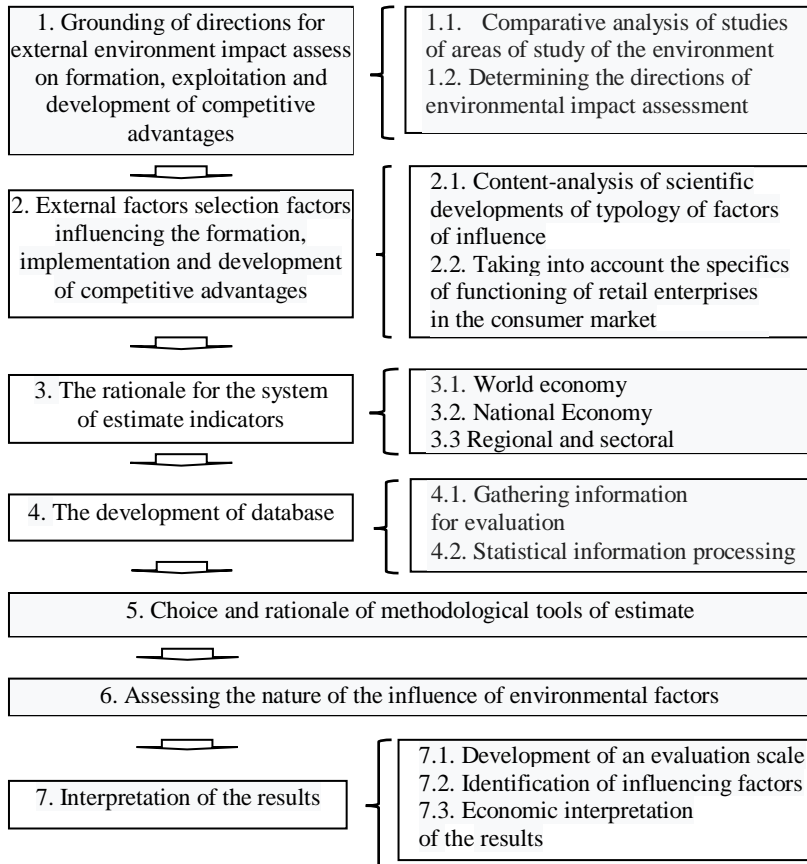 1. Grounding of directions for
external environment impact assess
on formation, exploitation and
development of competitive
advantages
1.1. Comparative analysis of studies
of areas of study of the environment
1.2. Determining the directions of
environmental impact assessment
2. External factors selection factors
influencing the formation,
implementation and development
of competitive advantages
2.1. Content-analysis of scientific
developments of typology of factors
of influence
2.2. Taking into account the specifics
of functioning of retail enterprises
in the consumer market
3. The rationale for the system
of estimate indicators
3.1. World economy
3.2. National Economy
3.3 Regional and sectoral
4. The development of database
4.1. Gathering information
for evaluation
4.2. Statistical information processing
5. Choice and rationale of methodological tools of estimate
6. Assessing the nature of the influence of environmental factors
7. Interpretation of the results
7.1. Development of an evaluation scale
7.2. Identification of influencing factors
7.3. Economic interpretation
of the results